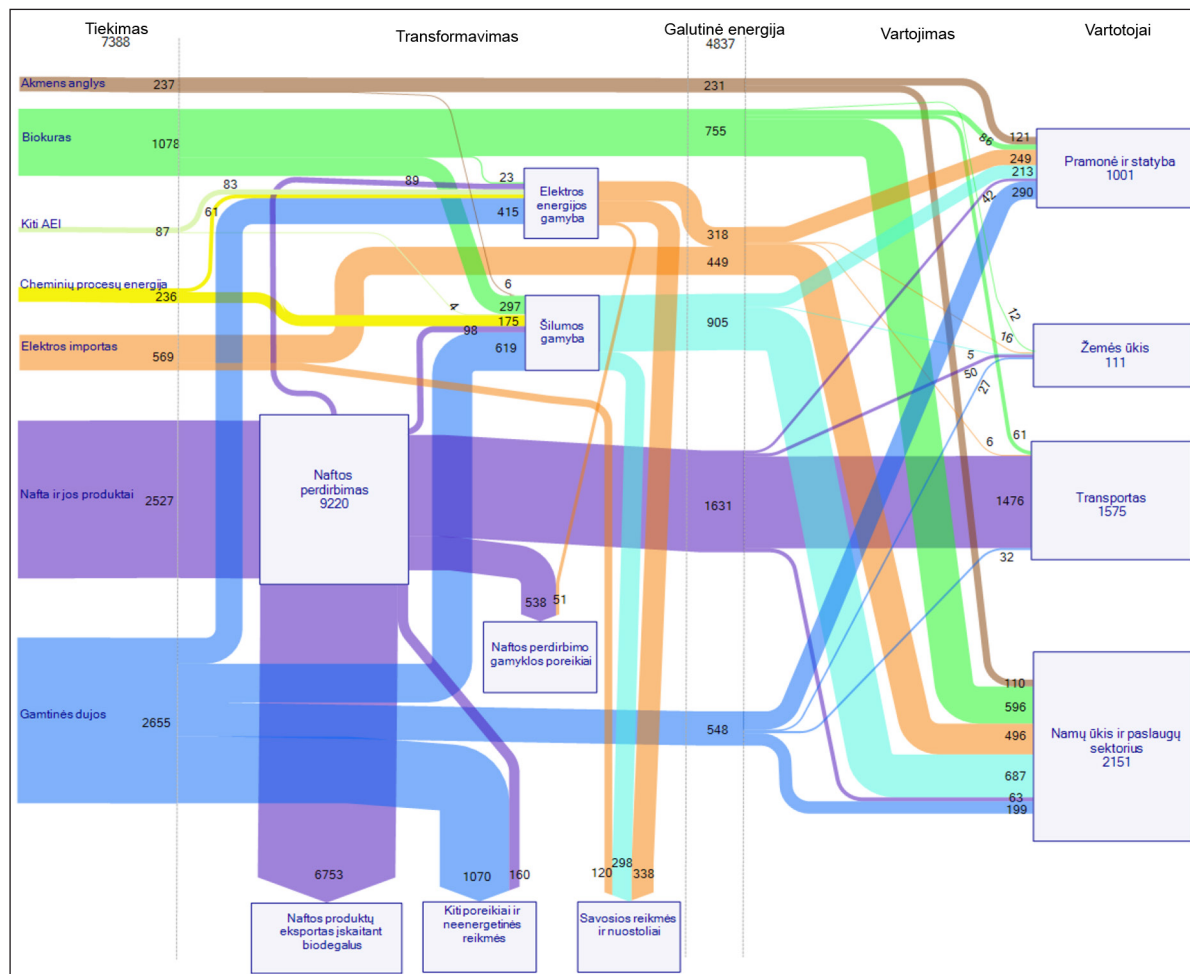 Tiekimas
7388
Transformavimas
Galutinė energija
4837
Vartojimas
Vartotojai
Akmens anglys
237
231
121
Biokuras
1078
755
86
Pramonė ir statyba
1001
249
213
42
290
83
61
89
23
Elektros
energijos
gamyba
415
Kiti AEI
87
318
449
Cheminių procesų energija
236
4
6
297
175
98
619
Šilumos
gamyba
905
12
16
5
50
27
Žemės ūkis
111
Elektros importas
569
6
61
Nafta ir jos produktai
2527
Naftos
perdirbimas
9220
1631
1476
Transportas
1575
32
538
51
Naftos perdirbimo
gamyklos poreikiai
Gamtinės dujos
2655
548
110
596
496
687
63
199
Namų ūkis ir paslaugų
sektorius
2151
6753
1070
160
120
298
338
Naftos produktų
eksportas įskaitant
biodegalus
Kiti poreikiai ir
neenergetinės
reikmės
Savosios reikmės
ir nuostoliai